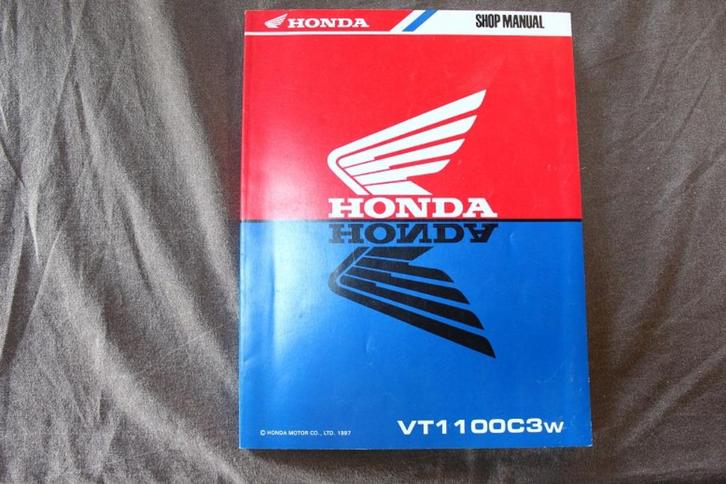 HONDA
SHOP MANUAL
HONDA
HONDA
© HONDA MOTOR CO., LTD. 1997
VT1100C3W